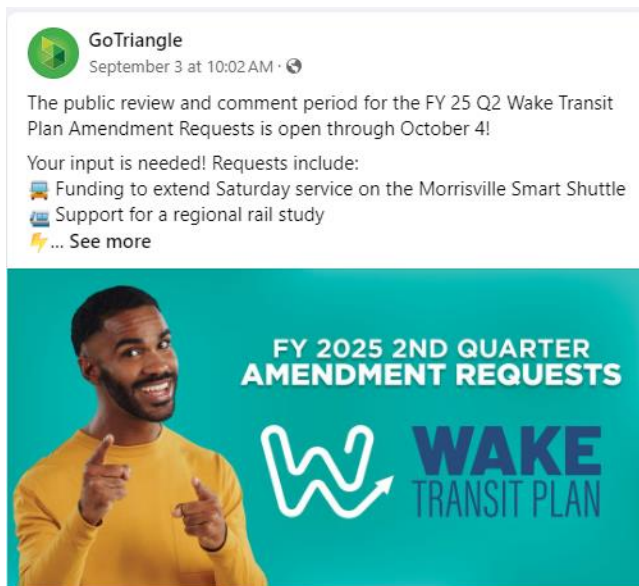 GoTriangle
September 3 at 10:02 AM ·
The public review and comment period for the FY 25 Q2 Wake Transit
Plan Amendment Requests is open through October 4!
Your input is needed! Requests include:
🚍 Funding to extend Saturday service on the Morrisville Smart Shuttle
🚈 Support for a regional rail study
⚡... See more
FY 2025 2ND QUARTER
AMENDMENT REQUESTS
WAKE
TRANSIT PLAN